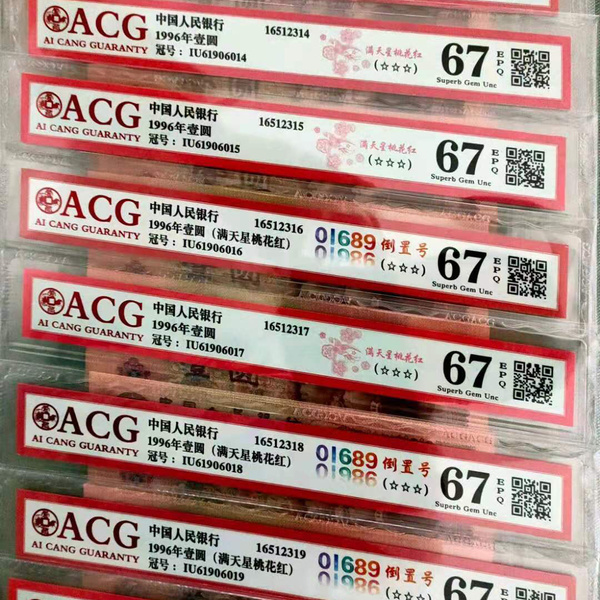 ACG
AI CANG GUARANTY
中国人民银行
1996年壹圆
冠号：IU61906014
16512314
满天星桃花红
(☆☆☆)
67
EPQ
Superb Gem Unc
ACG
AI CANG GUARANTY
中国人民银行
1996年壹圆
冠号：IU61906015
16512315
满天星桃花红
(☆☆☆)
67
EPQ
Superb Gem Unc
ACG
AI CANG GUARANTY
中国人民银行
1996年壹圆（满天星桃花红）
冠号：IU61906016
16512316
01689 倒置号
01986 (☆☆☆)
67
EPQ
Superb Gem Unc
ACG
AI CANG GUARANTY
中国人民银行
1996年壹圆
冠号：IU61906017
16512317
满天星桃花红
(☆☆☆)
67
EPQ
Superb Gem Unc
ACG
AI CANG GUARANTY
中国人民银行
1996年壹圆（满天星桃花红）
冠号：IU61906018
16512318
01689 倒置号
01986 (☆☆☆)
67
EPQ
Superb Gem Unc
ACG
AI CANG GUARANTY
中国人民银行
1996年壹圆（满天星桃花红）
冠号：IU61906019
16512319
01689 倒置号
01986 (☆☆☆)
67
EPQ